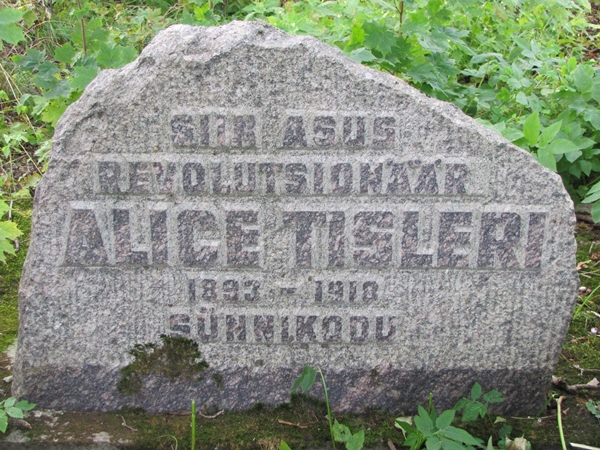 SIIN ASUS
REVOLUTSIONÄÄR
ALICE TISLERI
1893 - 1918
SÜNNIKODU